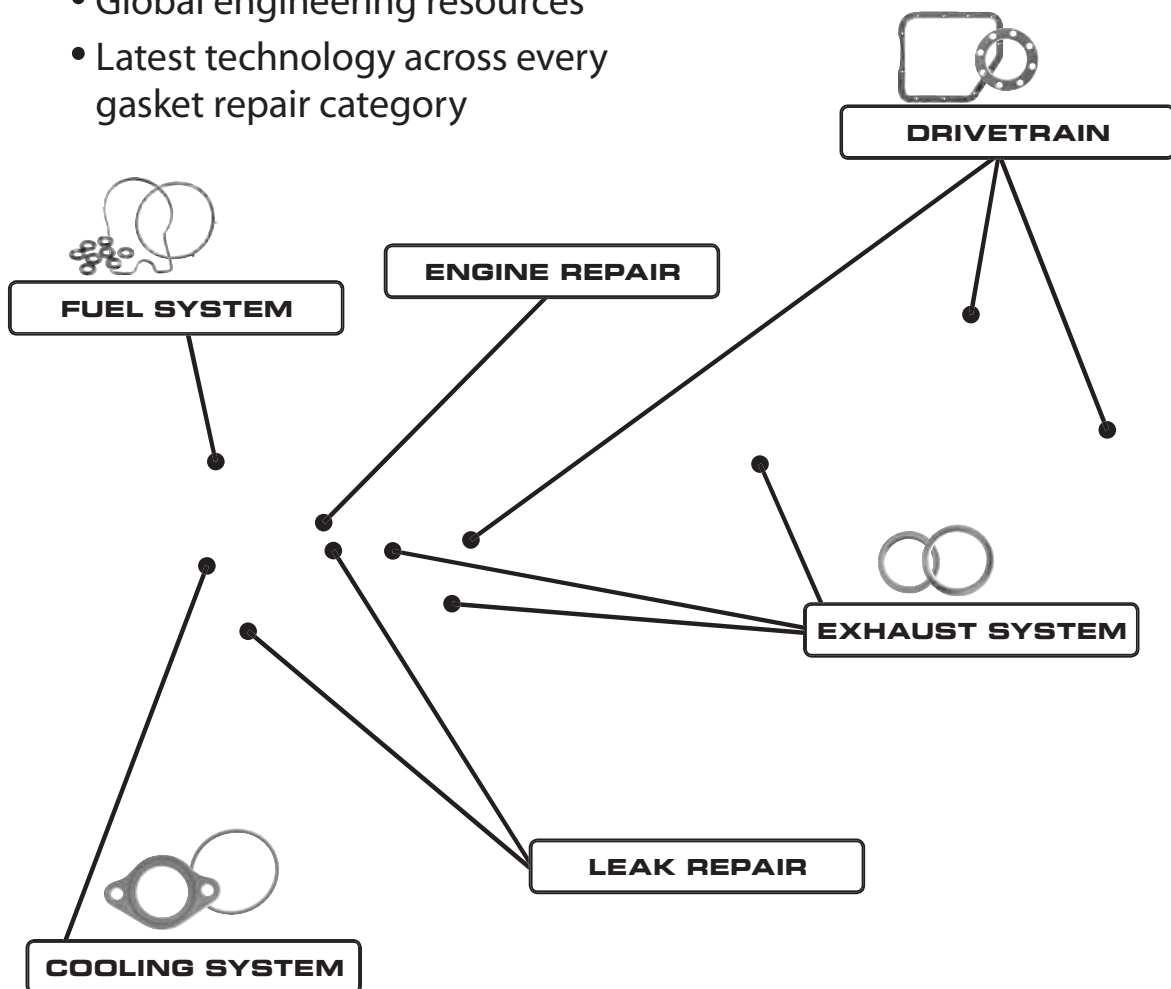 • Global engineering resources
• Latest technology across every
gasket repair category
DRIVETRAIN
ENGINE REPAIR
FUEL SYSTEM
EXHAUST SYSTEM
LEAK REPAIR
COOLING SYSTEM